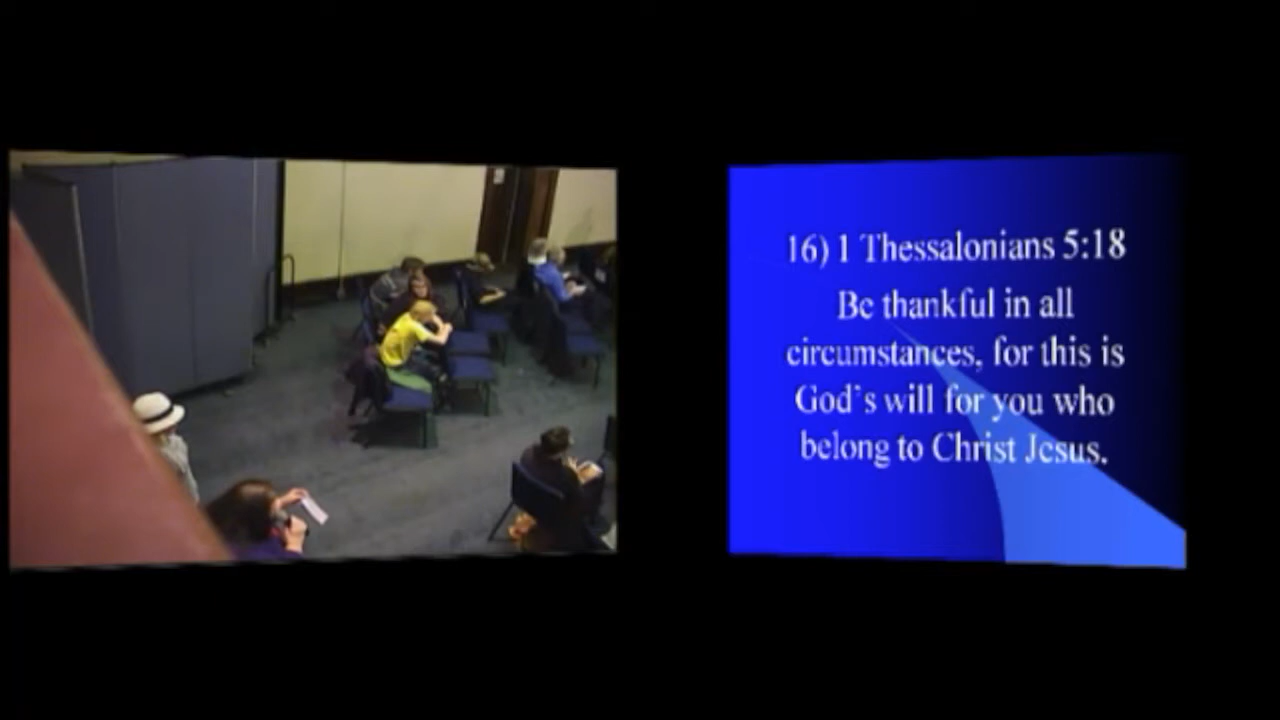 16) 1 Thessalonians 5:18
Be thankful in all
circumstances, for this is
God's will for you who
belong to Christ Jesus.